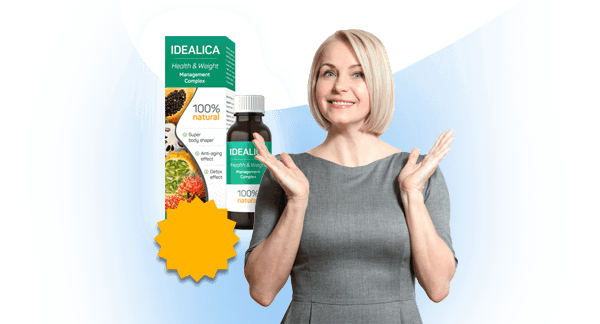 IDEALICA
Health & Weight
Management
Complex
100%
natural
Super
body shaper
Anti-aging
effect
Detox
effect
IDEALICA
Health & Weight
Management
Complex
100%
natural